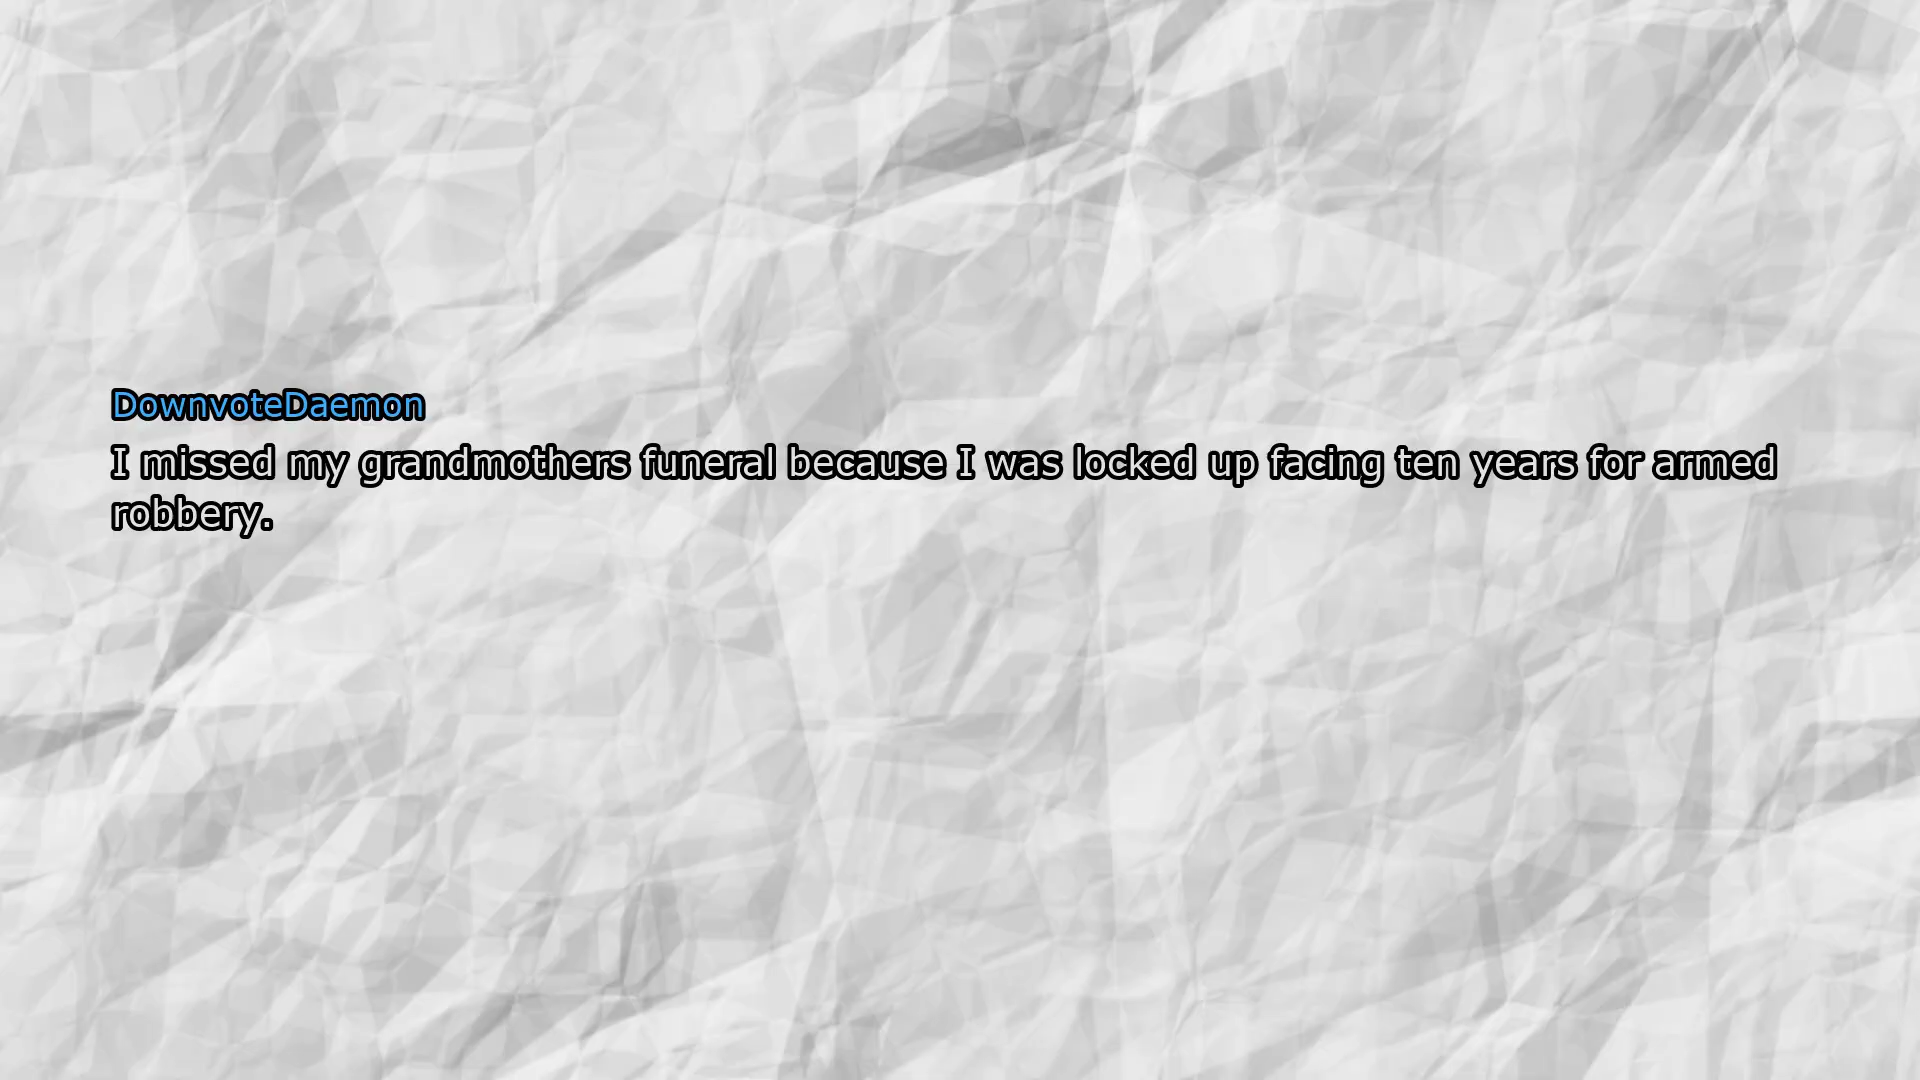 DownvoteDaemon
I missed my grandmothers funeral because I was locked up facing ten years for armed
robbery.